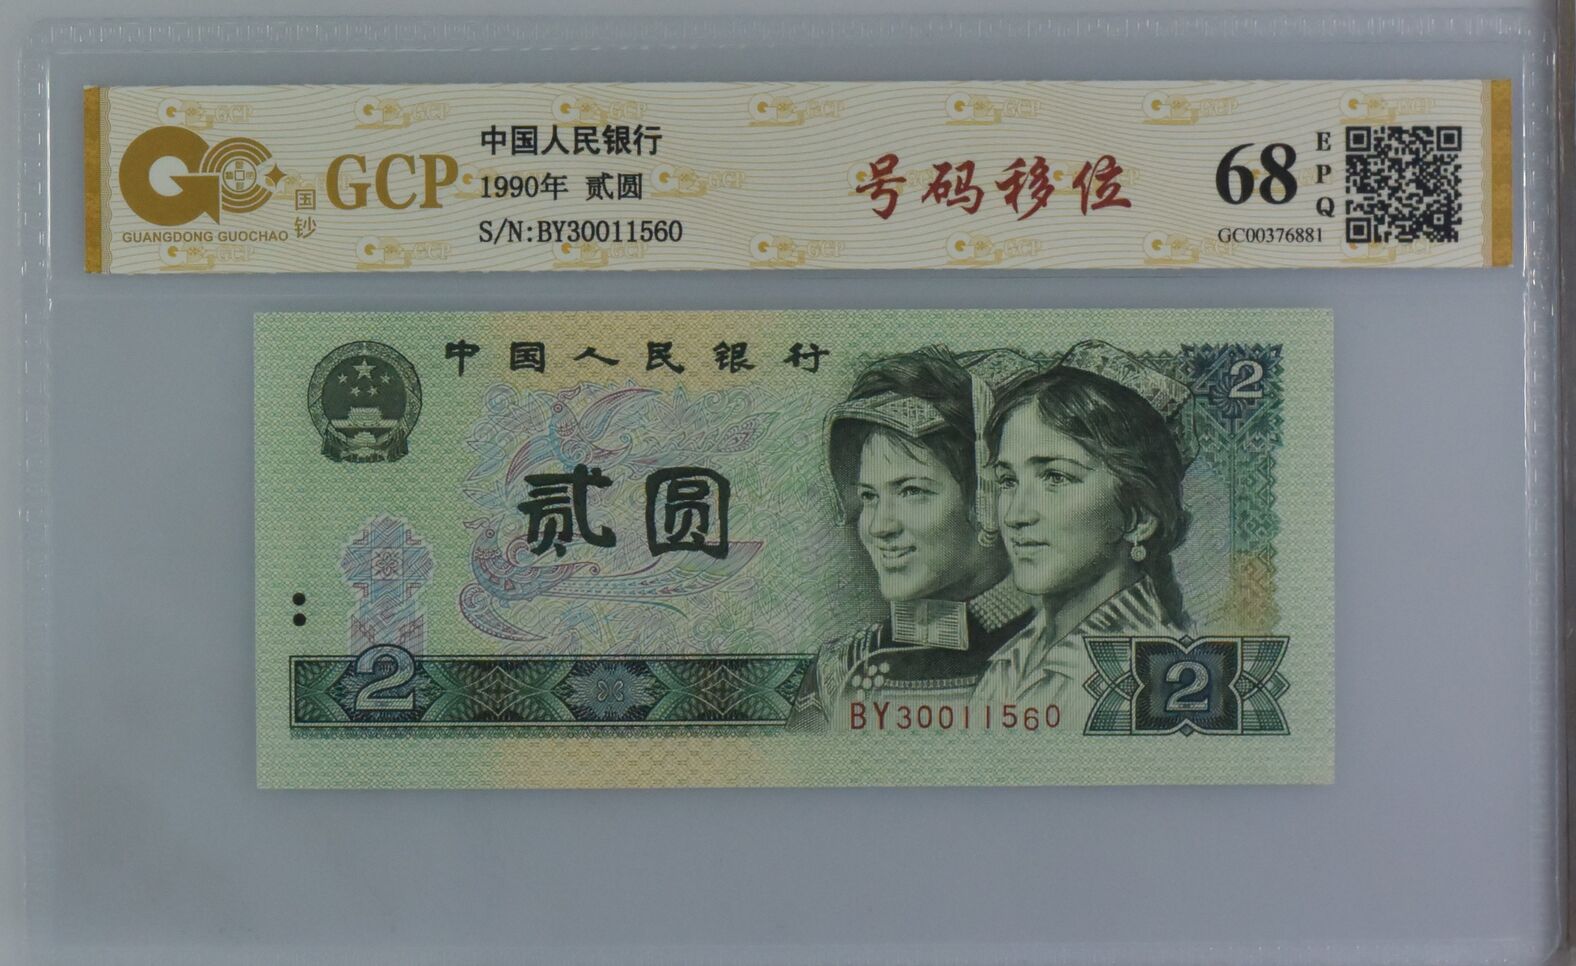 GCP
国钞
GUANGDONG GUOCHAO
中国人民银行
1990年 贰圆
S/N:BY30011560
号码移位
68
EPQ
GC00376881
中国人民银行
2
贰圆
2
BY30011560
2